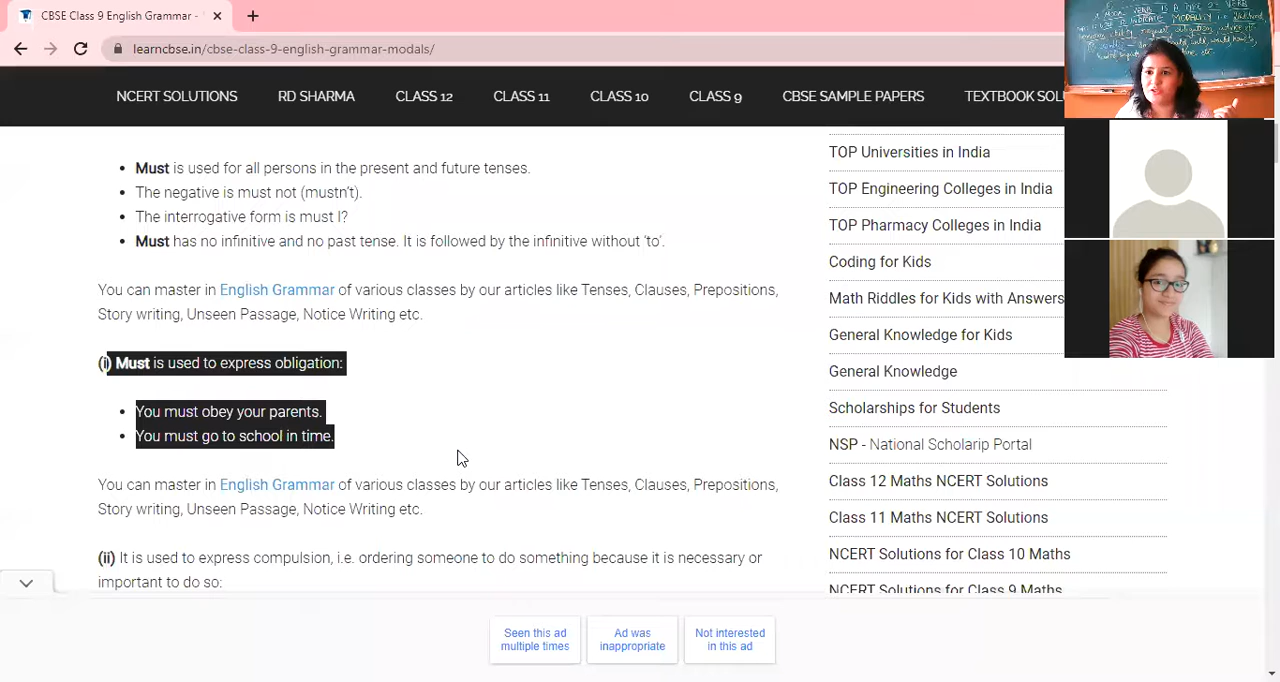 CBSE Class 9 English Grammar -
learncbse.in/cbse-class-9-english-grammar-modals/
NCERT SOLUTIONS RD SHARMA CLASS 12 CLASS 11 CLASS 10 CLASS 9 CBSE SAMPLE PAPERS TEXTBOOK
Must is used for all persons in the present and future tenses.
The negative is must not (mustn’t).
The interrogative form is must I?
Must has no infinitive and no past tense. It is followed by the infinitive without ‘to’.
You can master in English Grammar of various classes by our articles like Tenses, Clauses, Prepositions,
Story writing, Unseen Passage, Notice Writing etc.
(i) Must is used to express obligation:
You must obey your parents.
You must go to school in time.
You can master in English Grammar of various classes by our articles like Tenses, Clauses, Prepositions,
Story writing, Unseen Passage, Notice Writing etc.
(ii) It is used to express compulsion, i.e. ordering someone to do something because it is necessary or
important to do so:
TOP Universities in India
TOP Engineering Colleges in India
TOP Pharmacy Colleges in India
Coding for Kids
Math Riddles for Kids with Answers
General Knowledge for Kids
General Knowledge
Scholarships for Students
NSP - National Scholarip Portal
Class 12 Maths NCERT Solutions
Class 11 Maths NCERT Solutions
NCERT Solutions for Class 10 Maths
NCERT Solutions for Class 9 Maths
Seen this ad
multiple times
Ad was
inappropriate
Not interested
in this ad